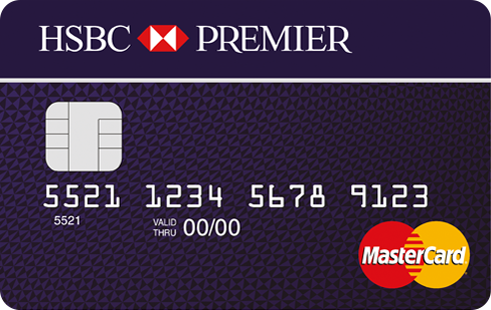 HSBC PREMIER
5521 1234 5678 9123
5521
VALID
THRU 00/00
MasterCard